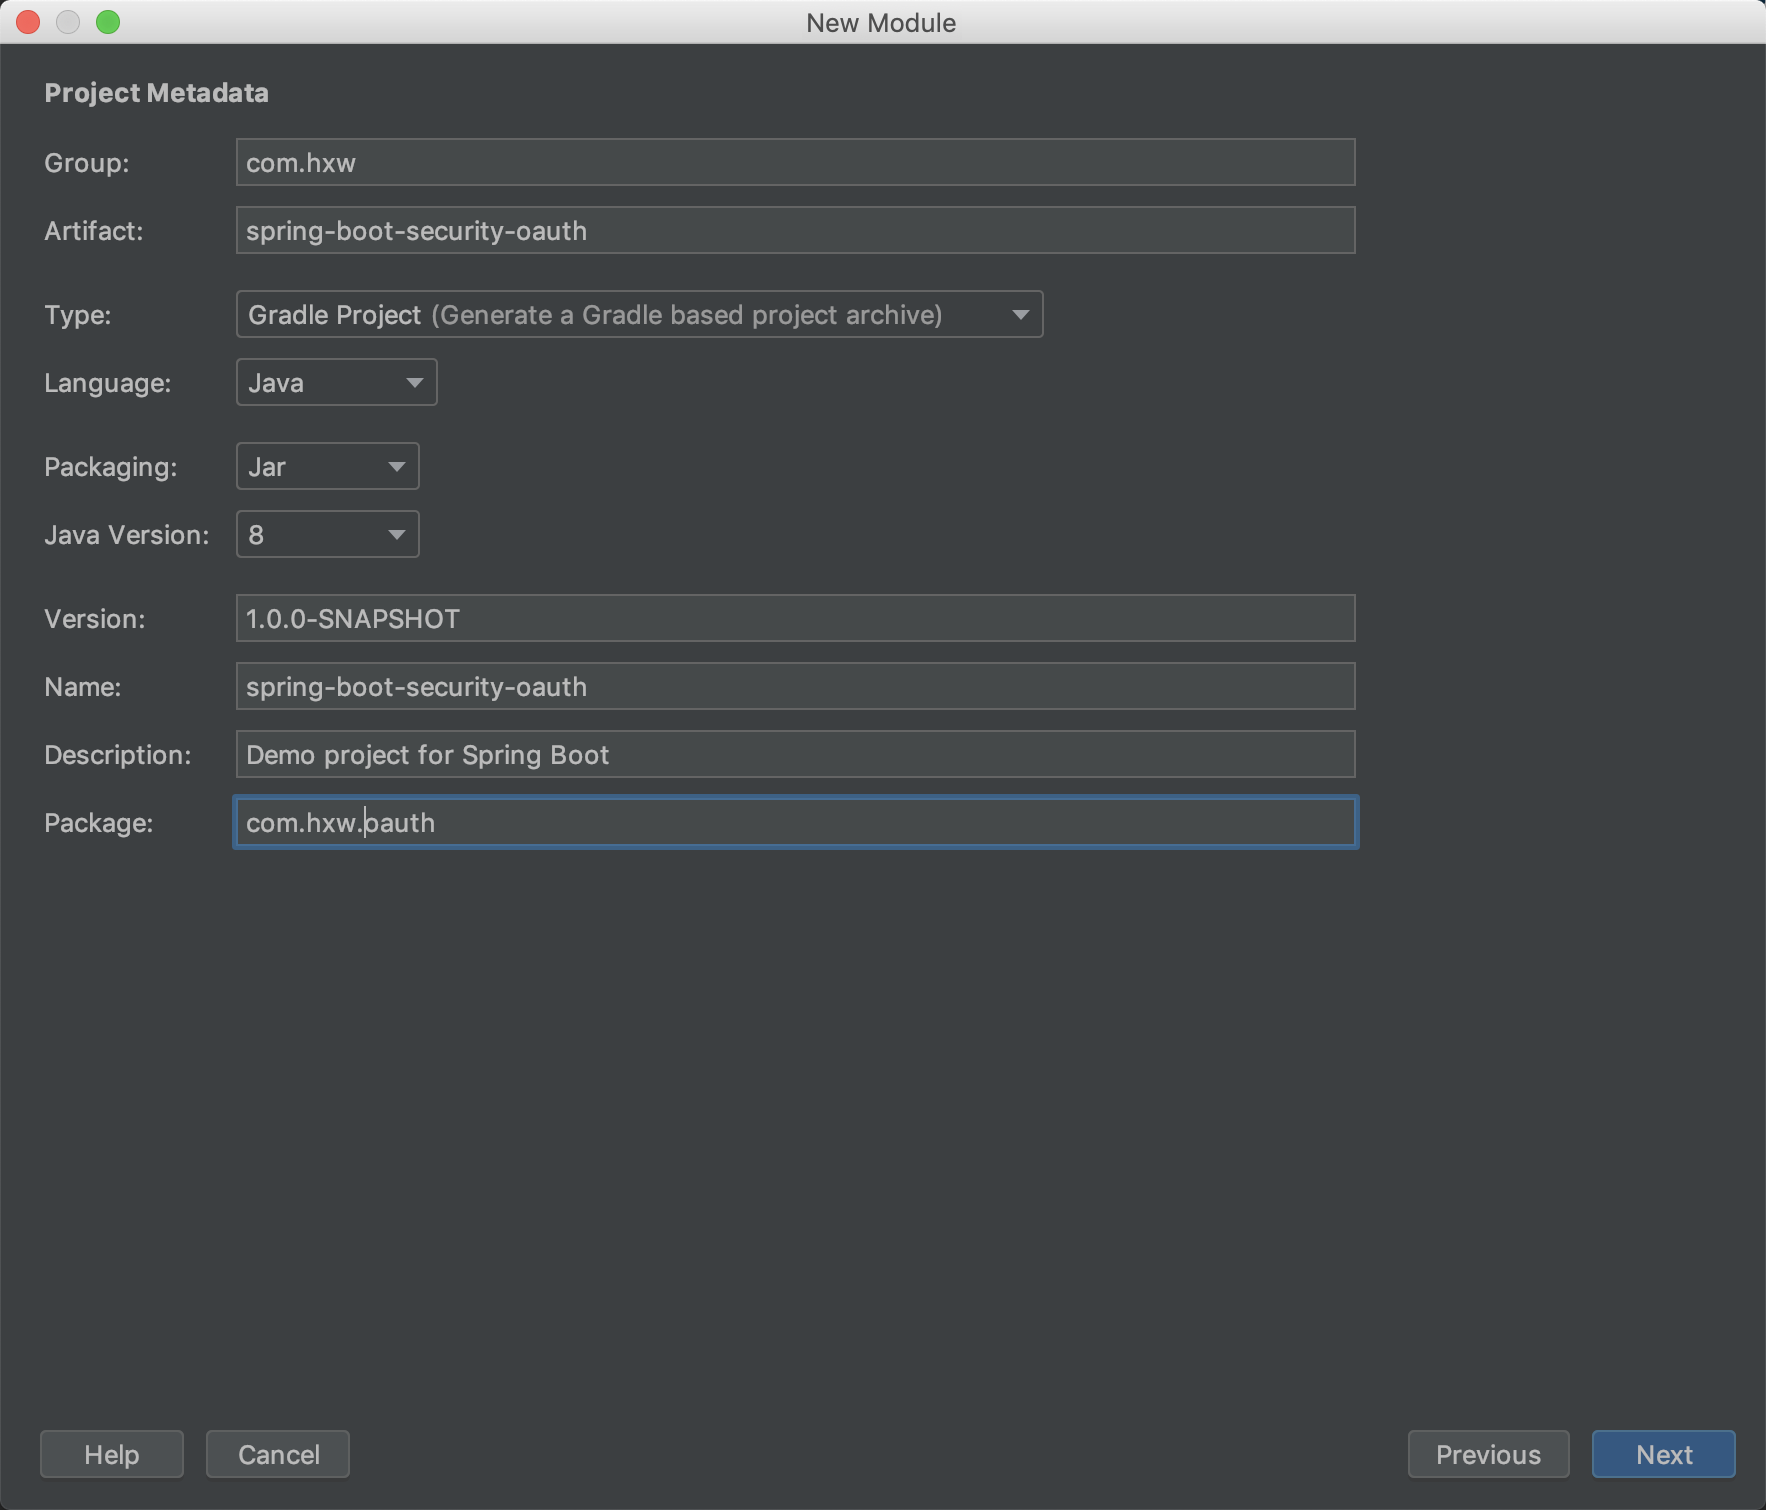 New Module
Project Metadata
Group: com.hxw
Artifact: spring-boot-security-oauth
Type: Gradle Project (Generate a Gradle based project archive)
Language: Java
Packaging: Jar
Java Version: 8
Version: 1.0.0-SNAPSHOT
Name: spring-boot-security-oauth
Description: Demo project for Spring Boot
Package: com.hxw.oauth
Help Cancel Previous Next